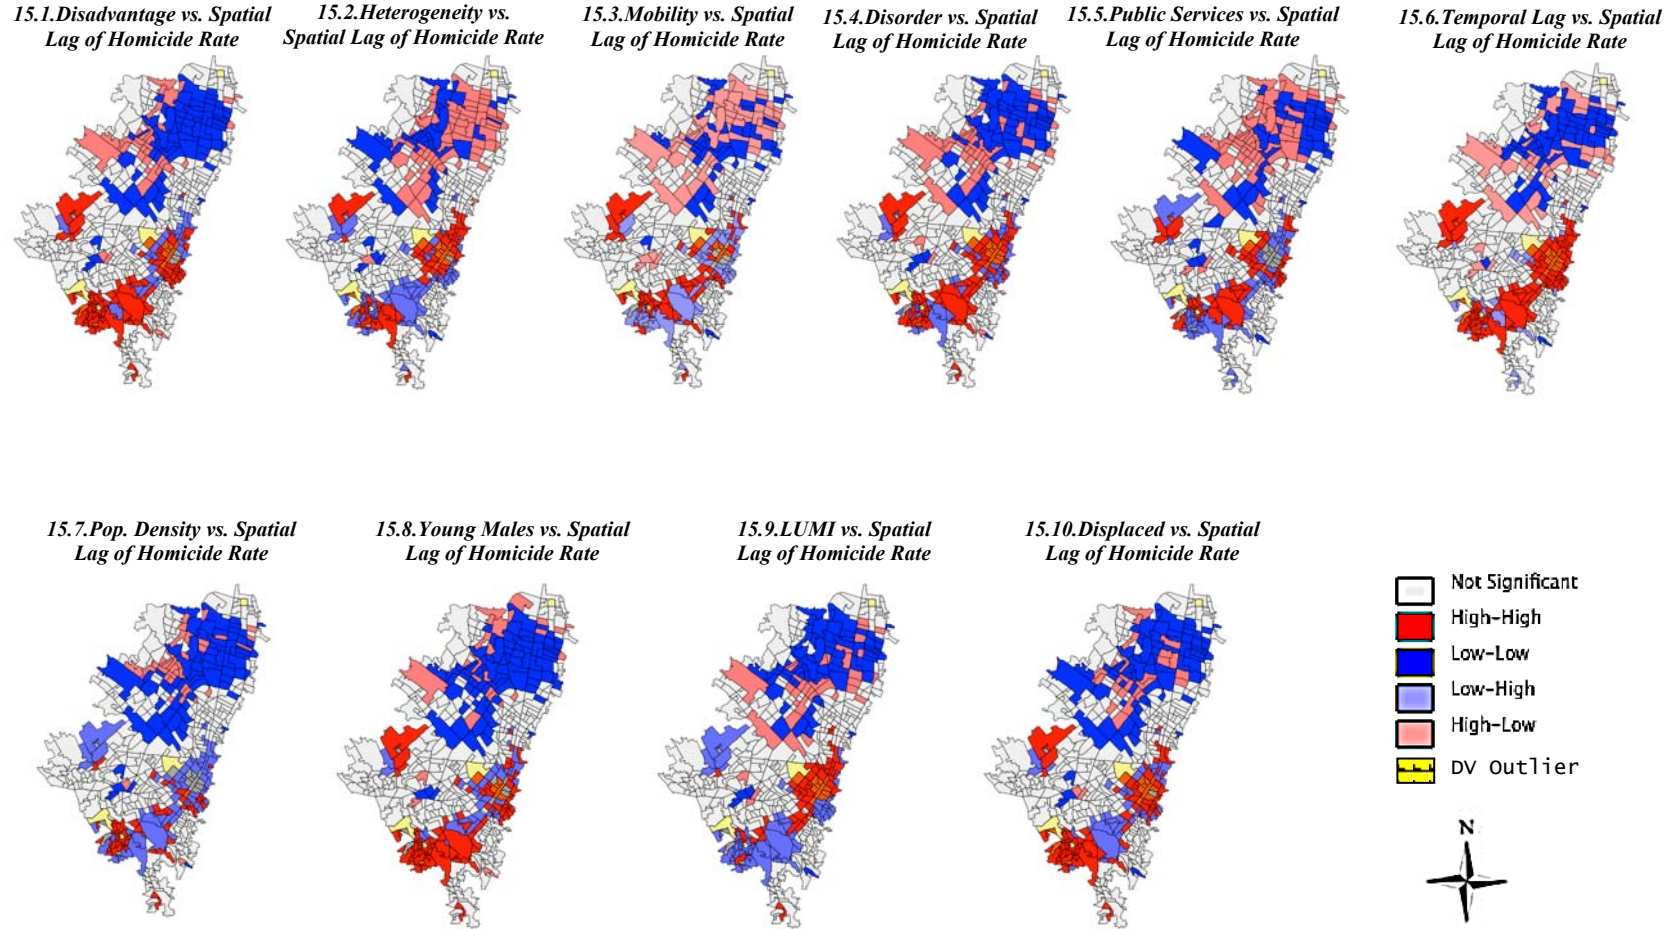 15.1.Disadvantage vs. Spatial
Lag of Homicide Rate
15.2.Heterogeneity vs.
Spatial Lag of Homicide Rate
15.3.Mobility vs. Spatial
Lag of Homicide Rate
15.4.Disorder vs. Spatial
Lag of Homicide Rate
15.5.Public Services vs. Spatial
Lag of Homicide Rate
15.6.Temporal Lag vs. Spatial
Lag of Homicide Rate
15.7.Pop. Density vs. Spatial
Lag of Homicide Rate
15.8.Young Males vs. Spatial
Lag of Homicide Rate
15.9.LUMI vs. Spatial
Lag of Homicide Rate
15.10.Displaced vs. Spatial
Lag of Homicide Rate
Not Significant
High-High
Low-Low
Low-High
High-Low
DV Outlier
N